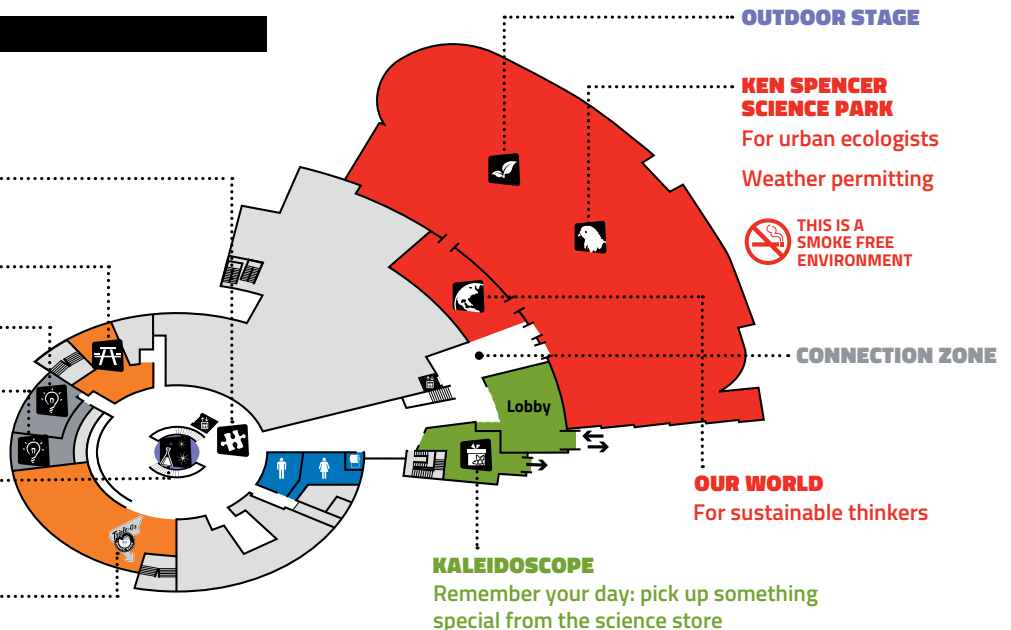 OUTDOOR STAGE
KEN SPENCER
SCIENCE PARK
For urban ecologists
Weather permitting
THIS IS A
SMOKE FREE
ENVIRONMENT
CONNECTION ZONE
Lobby
OUR WORLD
For sustainable thinkers
KALEIDOSCOPE
Remember your day: pick up something
special from the science store